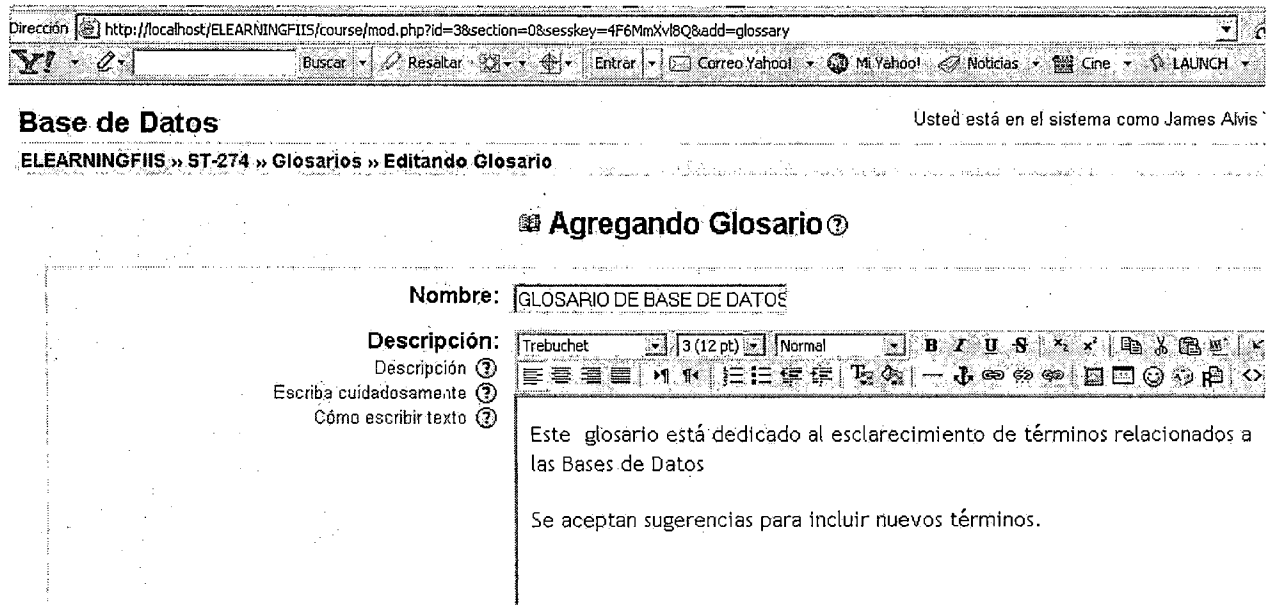 Dirección http://localhost/ELEARNINGFIIS/course/mod.php?id=3&section=0&sesskey=4F6MmXvl8Q&add=glossary
Y! Buscar Resaltar Entrar Correo Yahoo! Mi Yahoo! Noticias Cine LAUNCH
Base de Datos
Usted está en el sistema como James Alvis
ELEARNINGFIIS » ST-274 » Glosarios » Editando Glosario
Agregando Glosario
Nombre: GLOSARIO DE BASE DE DATOS
Descripción:
Trebuchet 3 (12 pt) Normal B I U S x₂ x²
Descripción
Escriba cuidadosamente
Cómo escribir texto
Este glosario está dedicado al esclarecimiento de términos relacionados a
las Bases de Datos
Se aceptan sugerencias para incluir nuevos términos.